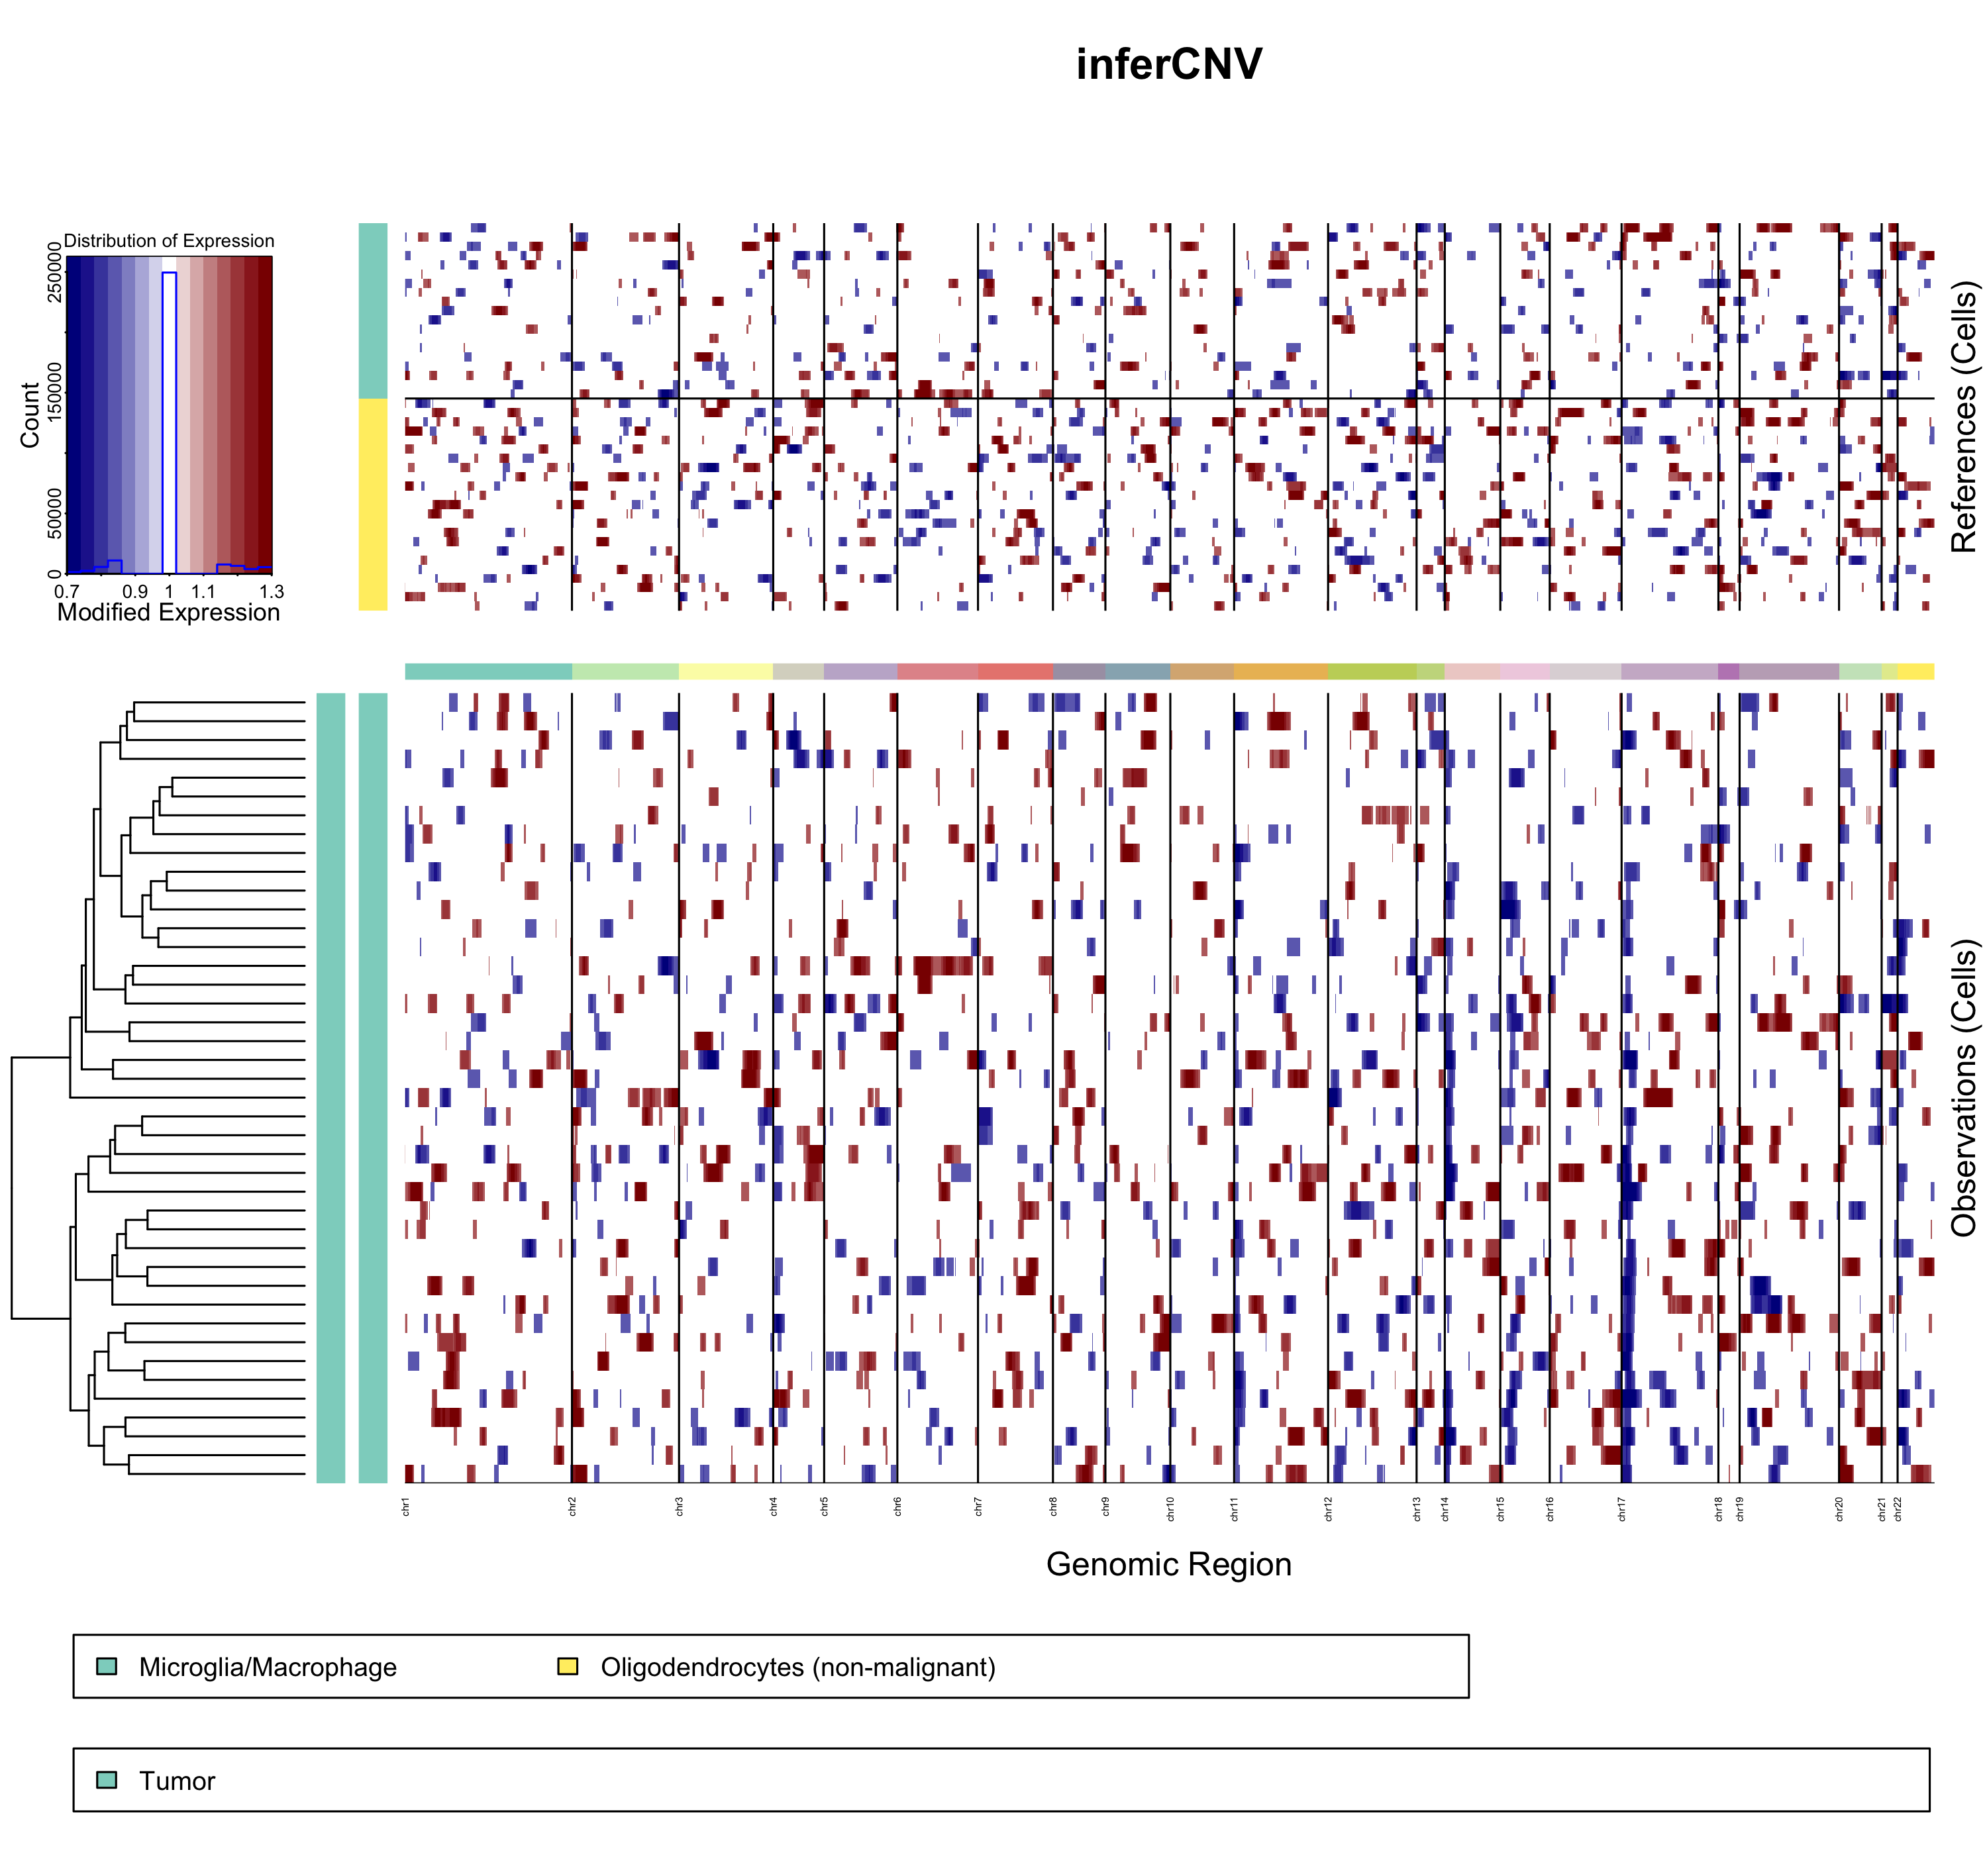 inferCNV
Distribution of Expression
Count
0
50000
150000
250000
0.7 0.9 1 1.1 1.3
Modified Expression
References (Cells)
Observations (Cells)
chr1 chr2 chr3 chr4 chr5 chr6 chr7 chr8 chr9 chr10 chr11 chr12 chr13 chr14 chr15 chr16 chr17 chr18 chr19 chr20 chr21 chr22
Genomic Region
Microglia/Macrophage Oligodendrocytes (non-malignant)
Tumor